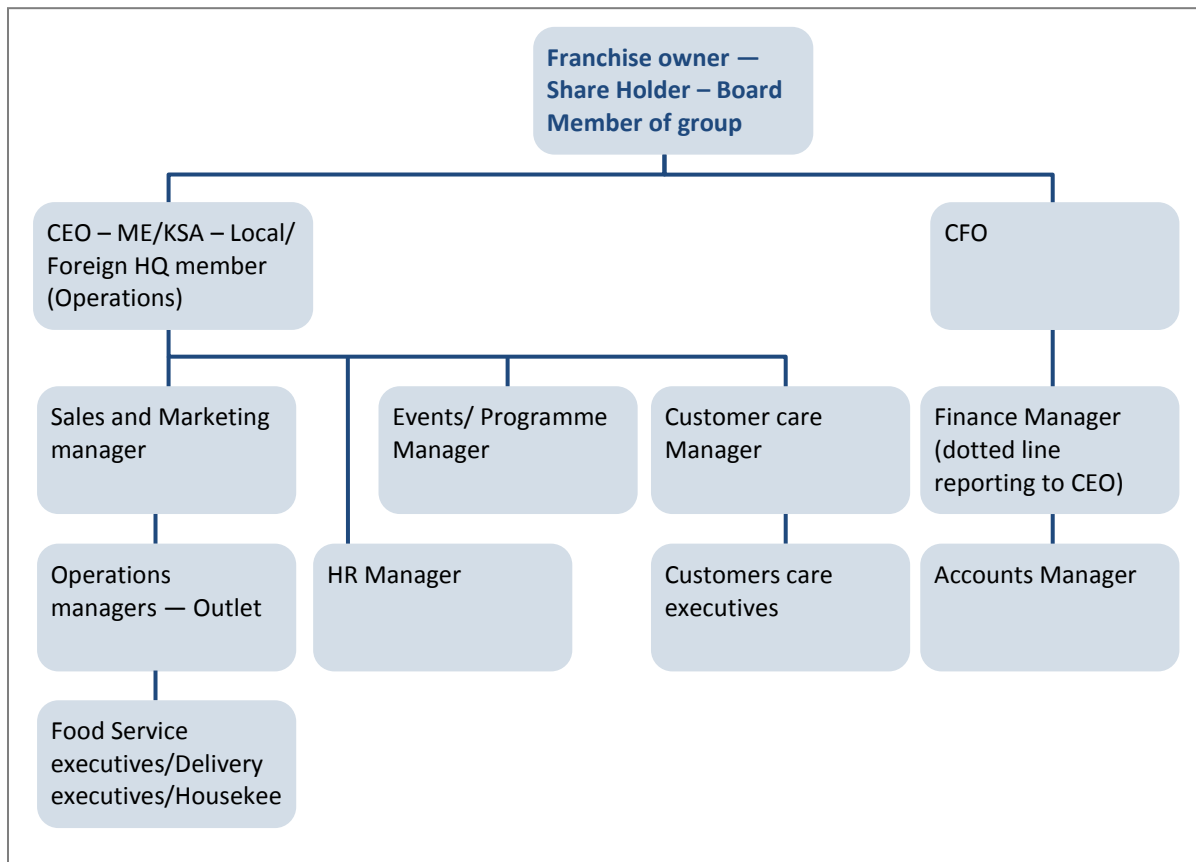 Franchise owner —
Share Holder – Board
Member of group
CEO – ME/KSA – Local/
Foreign HQ member
(Operations)
CFO
Sales and Marketing
manager
Events/ Programme
Manager
Customer care
Manager
Finance Manager
(dotted line
reporting to CEO)
Operations
managers — Outlet
HR Manager
Customers care
executives
Accounts Manager
Food Service
executives/Delivery
executives/Housekee